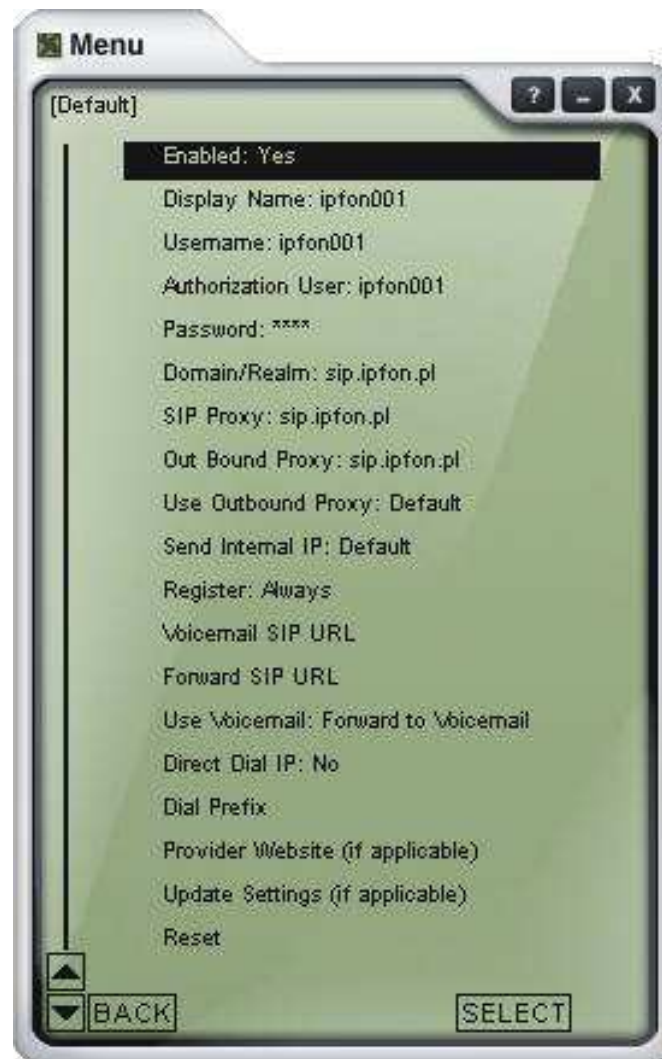 Menu
? - X
[Default]
Enabled: Yes
Display Name: ipfon001
Username: ipfon001
Authorization User: ipfon001
Password: ****
Domain/Realm: sip.ipfon.pl
SIP Proxy: sip.ipfon.pl
Out Bound Proxy: sip.ipfon.pl
Use Outbound Proxy: Default
Send Internal IP: Default
Register: Always
Voicemail SIP URL
Forward SIP URL
Use Voicemail: Forward to Voicemail
Direct Dial IP: No
Dial Prefix
Provider Website (if applicable)
Update Settings (if applicable)
Reset
BACK SELECT